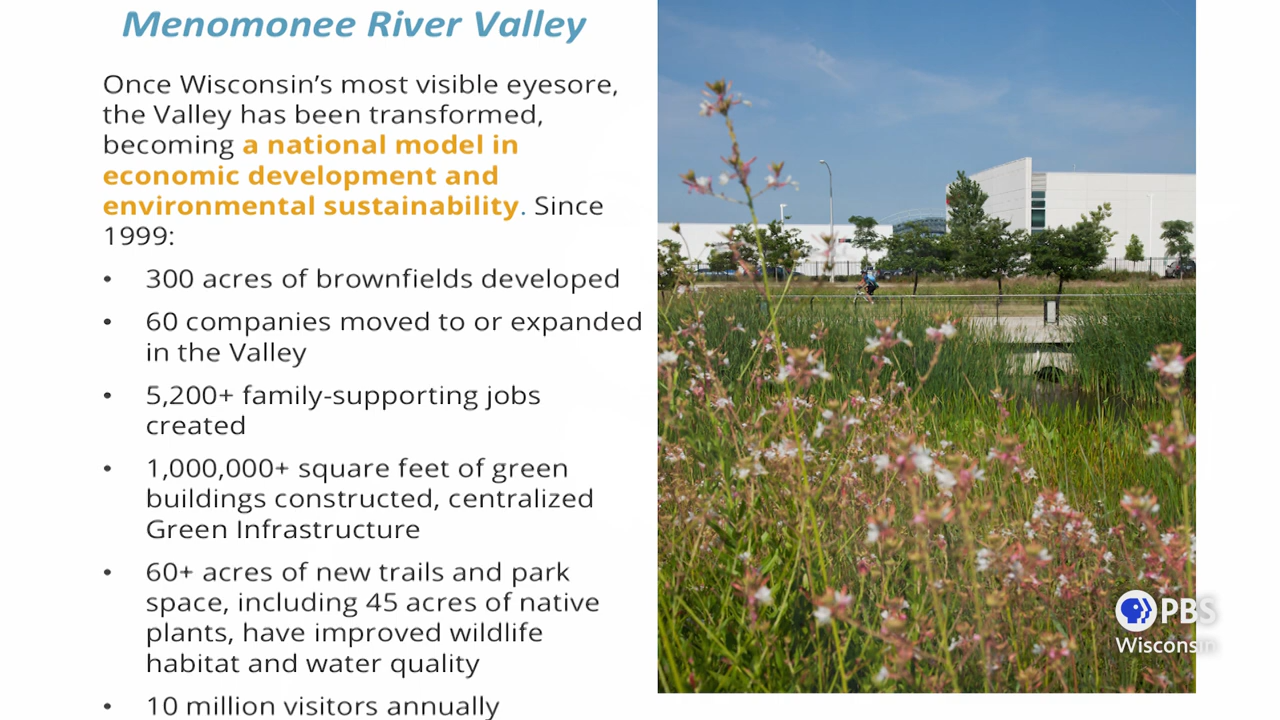 Menomonee River Valley
Once Wisconsin’s most visible eyesore,
the Valley has been transformed,
becoming a national model in
economic development and
environmental sustainability. Since
1999:
• 300 acres of brownfields developed
• 60 companies moved to or expanded
in the Valley
• 5,200+ family-supporting jobs
created
• 1,000,000+ square feet of green
buildings constructed, centralized
Green Infrastructure
• 60+ acres of new trails and park
space, including 45 acres of native
plants, have improved wildlife
habitat and water quality
• 10 million visitors annually
PBS
Wisconsin